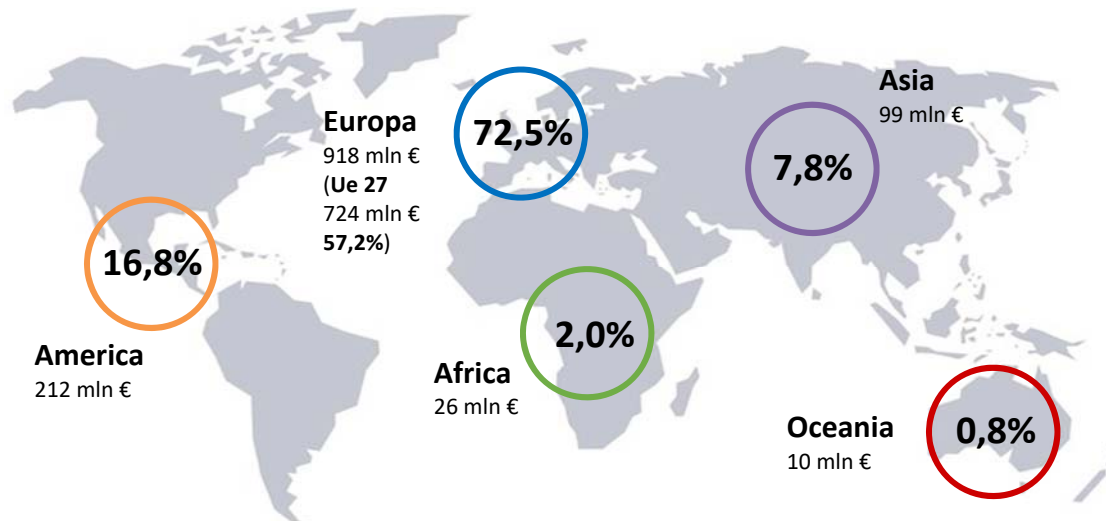 Europa
918 mln €
(Ue 27
724 mln €
57,2%)
72,5%
Asia
99 mln €
7,8%
16,8%
America
212 mln €
Africa
26 mln €
2,0%
Oceania
10 mln €
0,8%